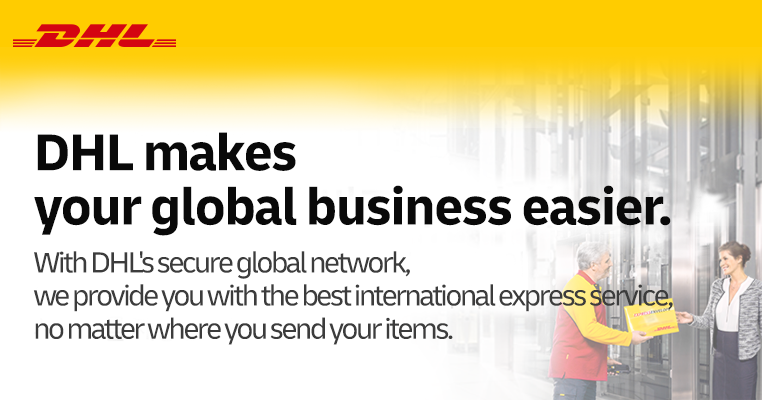 DHL
DHL makes
your global business easier.
With DHL's secure global network,
we provide you with the best international express service,
no matter where you send your items.